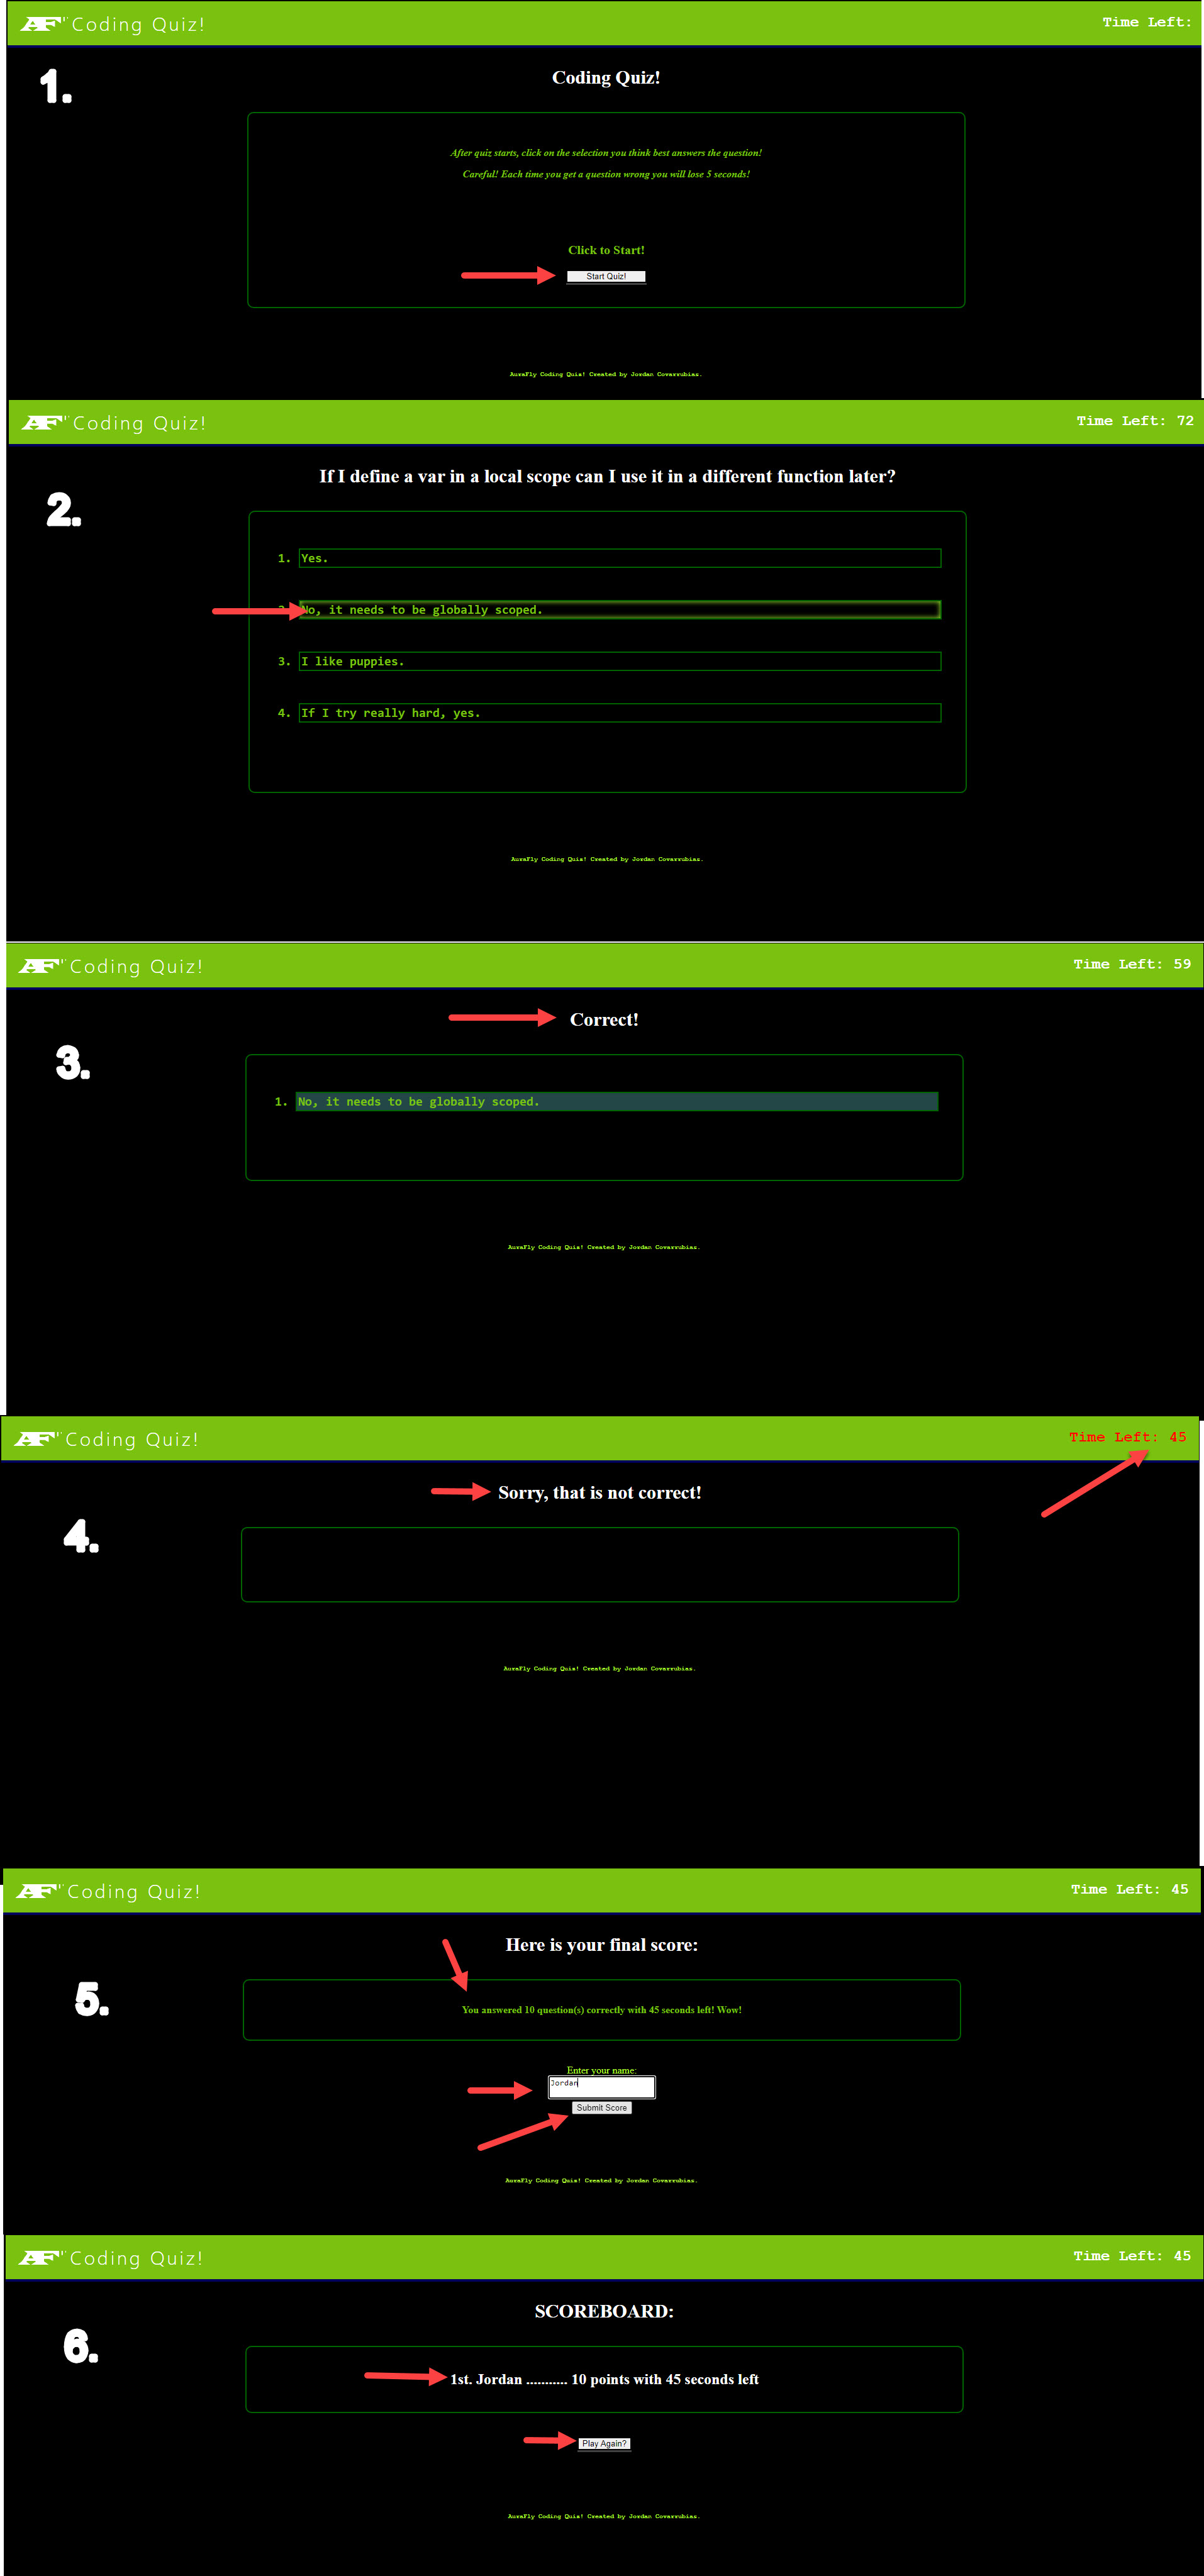 AF Coding Quiz! Time Left:
1.
Coding Quiz!
After quiz starts, click on the selection you think best answers the question!
Careful! Each time you get a question wrong you will lose 5 seconds!
Click to Start!
Start Quiz!
AuraFly Coding Quiz! Created by Jordan Covarrubias.
AF Coding Quiz! Time Left: 72
2.
If I define a var in a local scope can I use it in a different function later?
1. Yes.
No, it needs to be globally scoped.
3. I like puppies.
4. If I try really hard, yes.
AuraFly Coding Quiz! Created by Jordan Covarrubias.
AF Coding Quiz! Time Left: 59
3.
Correct!
1. No, it needs to be globally scoped.
AuraFly Coding Quiz! Created by Jordan Covarrubias.
AF Coding Quiz! Time Left: 45
4.
Sorry, that is not correct!
AuraFly Coding Quiz! Created by Jordan Covarrubias.
AF Coding Quiz! Time Left: 45
5.
Here is your final score:
You answered 10 question(s) correctly with 45 seconds left! Wow!
Enter your name:
Jordan
Submit Score
AuraFly Coding Quiz! Created by Jordan Covarrubias.
AF Coding Quiz! Time Left: 45
6.
SCOREBOARD:
1st. Jordan ........... 10 points with 45 seconds left
Play Again?
AuraFly Coding Quiz! Created by Jordan Covarrubias.